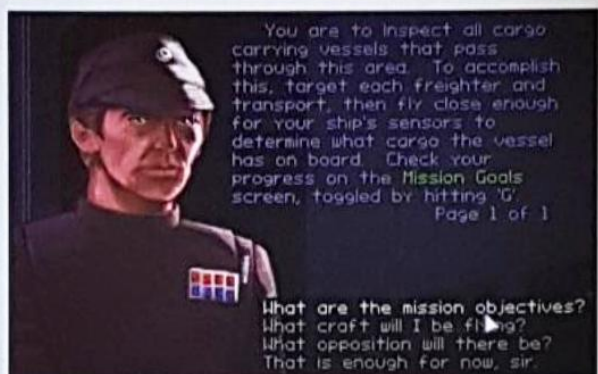 You are to inspect all cargo
carrying vessels that pass
through this area. To accomplish
this, target each freighter and
transport, then fly close enough
for your ship's sensors to
determine what cargo the vessel
has on board. Check your
progress on the Mission Goals
screen, toggled by hitting 'G'.
Page 1 of 1
What are the mission objectives?
What craft will I be flying?
What opposition will there be?
That is enough for now, sir.